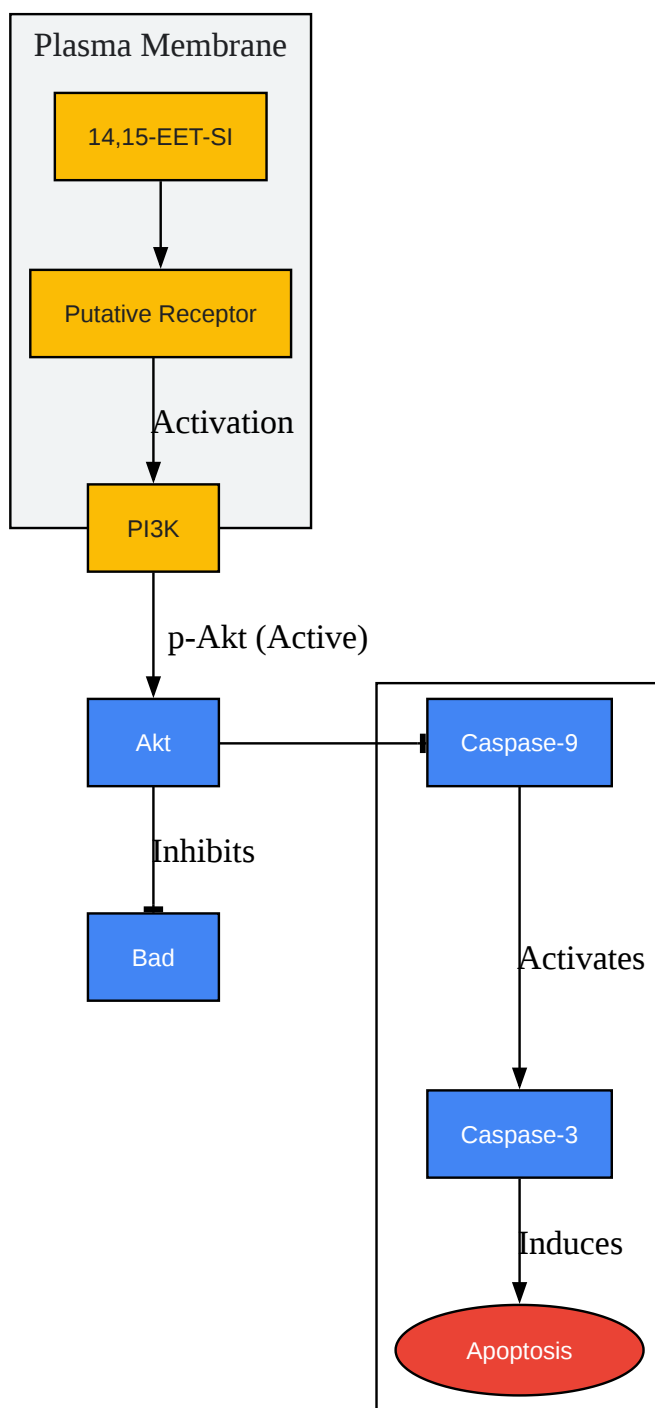 Plasma Membrane
14,15-EET-SI
Putative Receptor
Activation
PI3K
p-Akt (Active)
Akt
Caspase-9
Inhibits
Bad
Activates
Caspase-3
Induces
Apoptosis